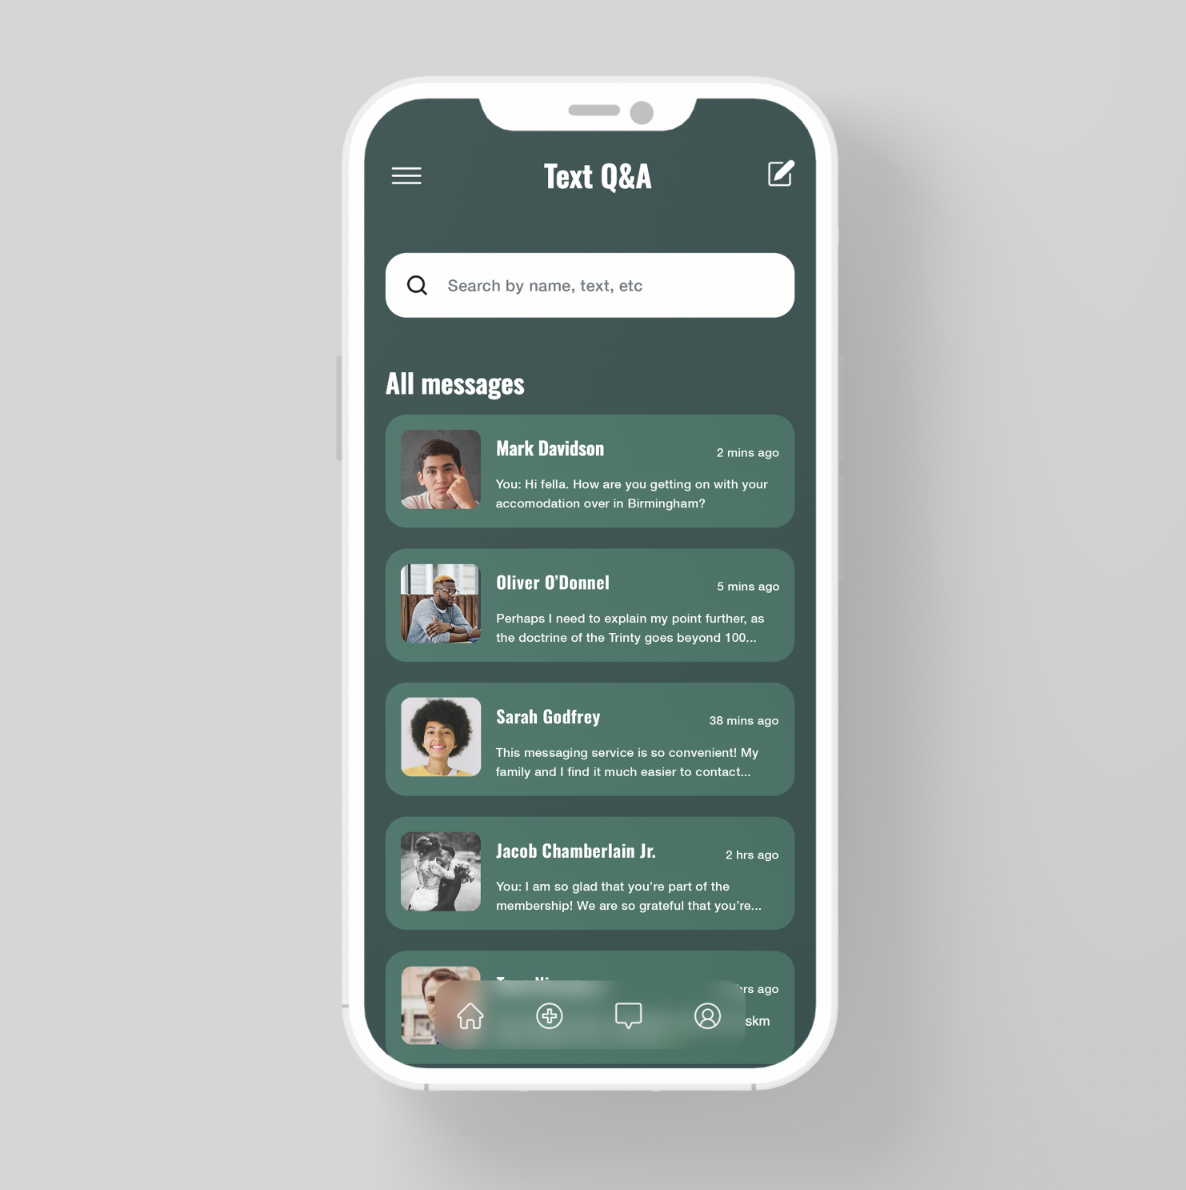 Text Q&A
Search by name, text, etc
All messages
Mark Davidson
2 mins ago
You: Hi fella. How are you getting on with your
accomodation over in Birmingham?
Oliver O'Donnel
5 mins ago
Perhaps I need to explain my point further, as
the doctrine of the Trinty goes beyond 100...
Sarah Godfrey
38 mins ago
This messaging service is so convenient! My
family and I find it much easier to contact...
Jacob Chamberlain Jr.
2 hrs ago
You: I am so glad that you're part of the
membership! We are so grateful that you're...
hrs ago
skm